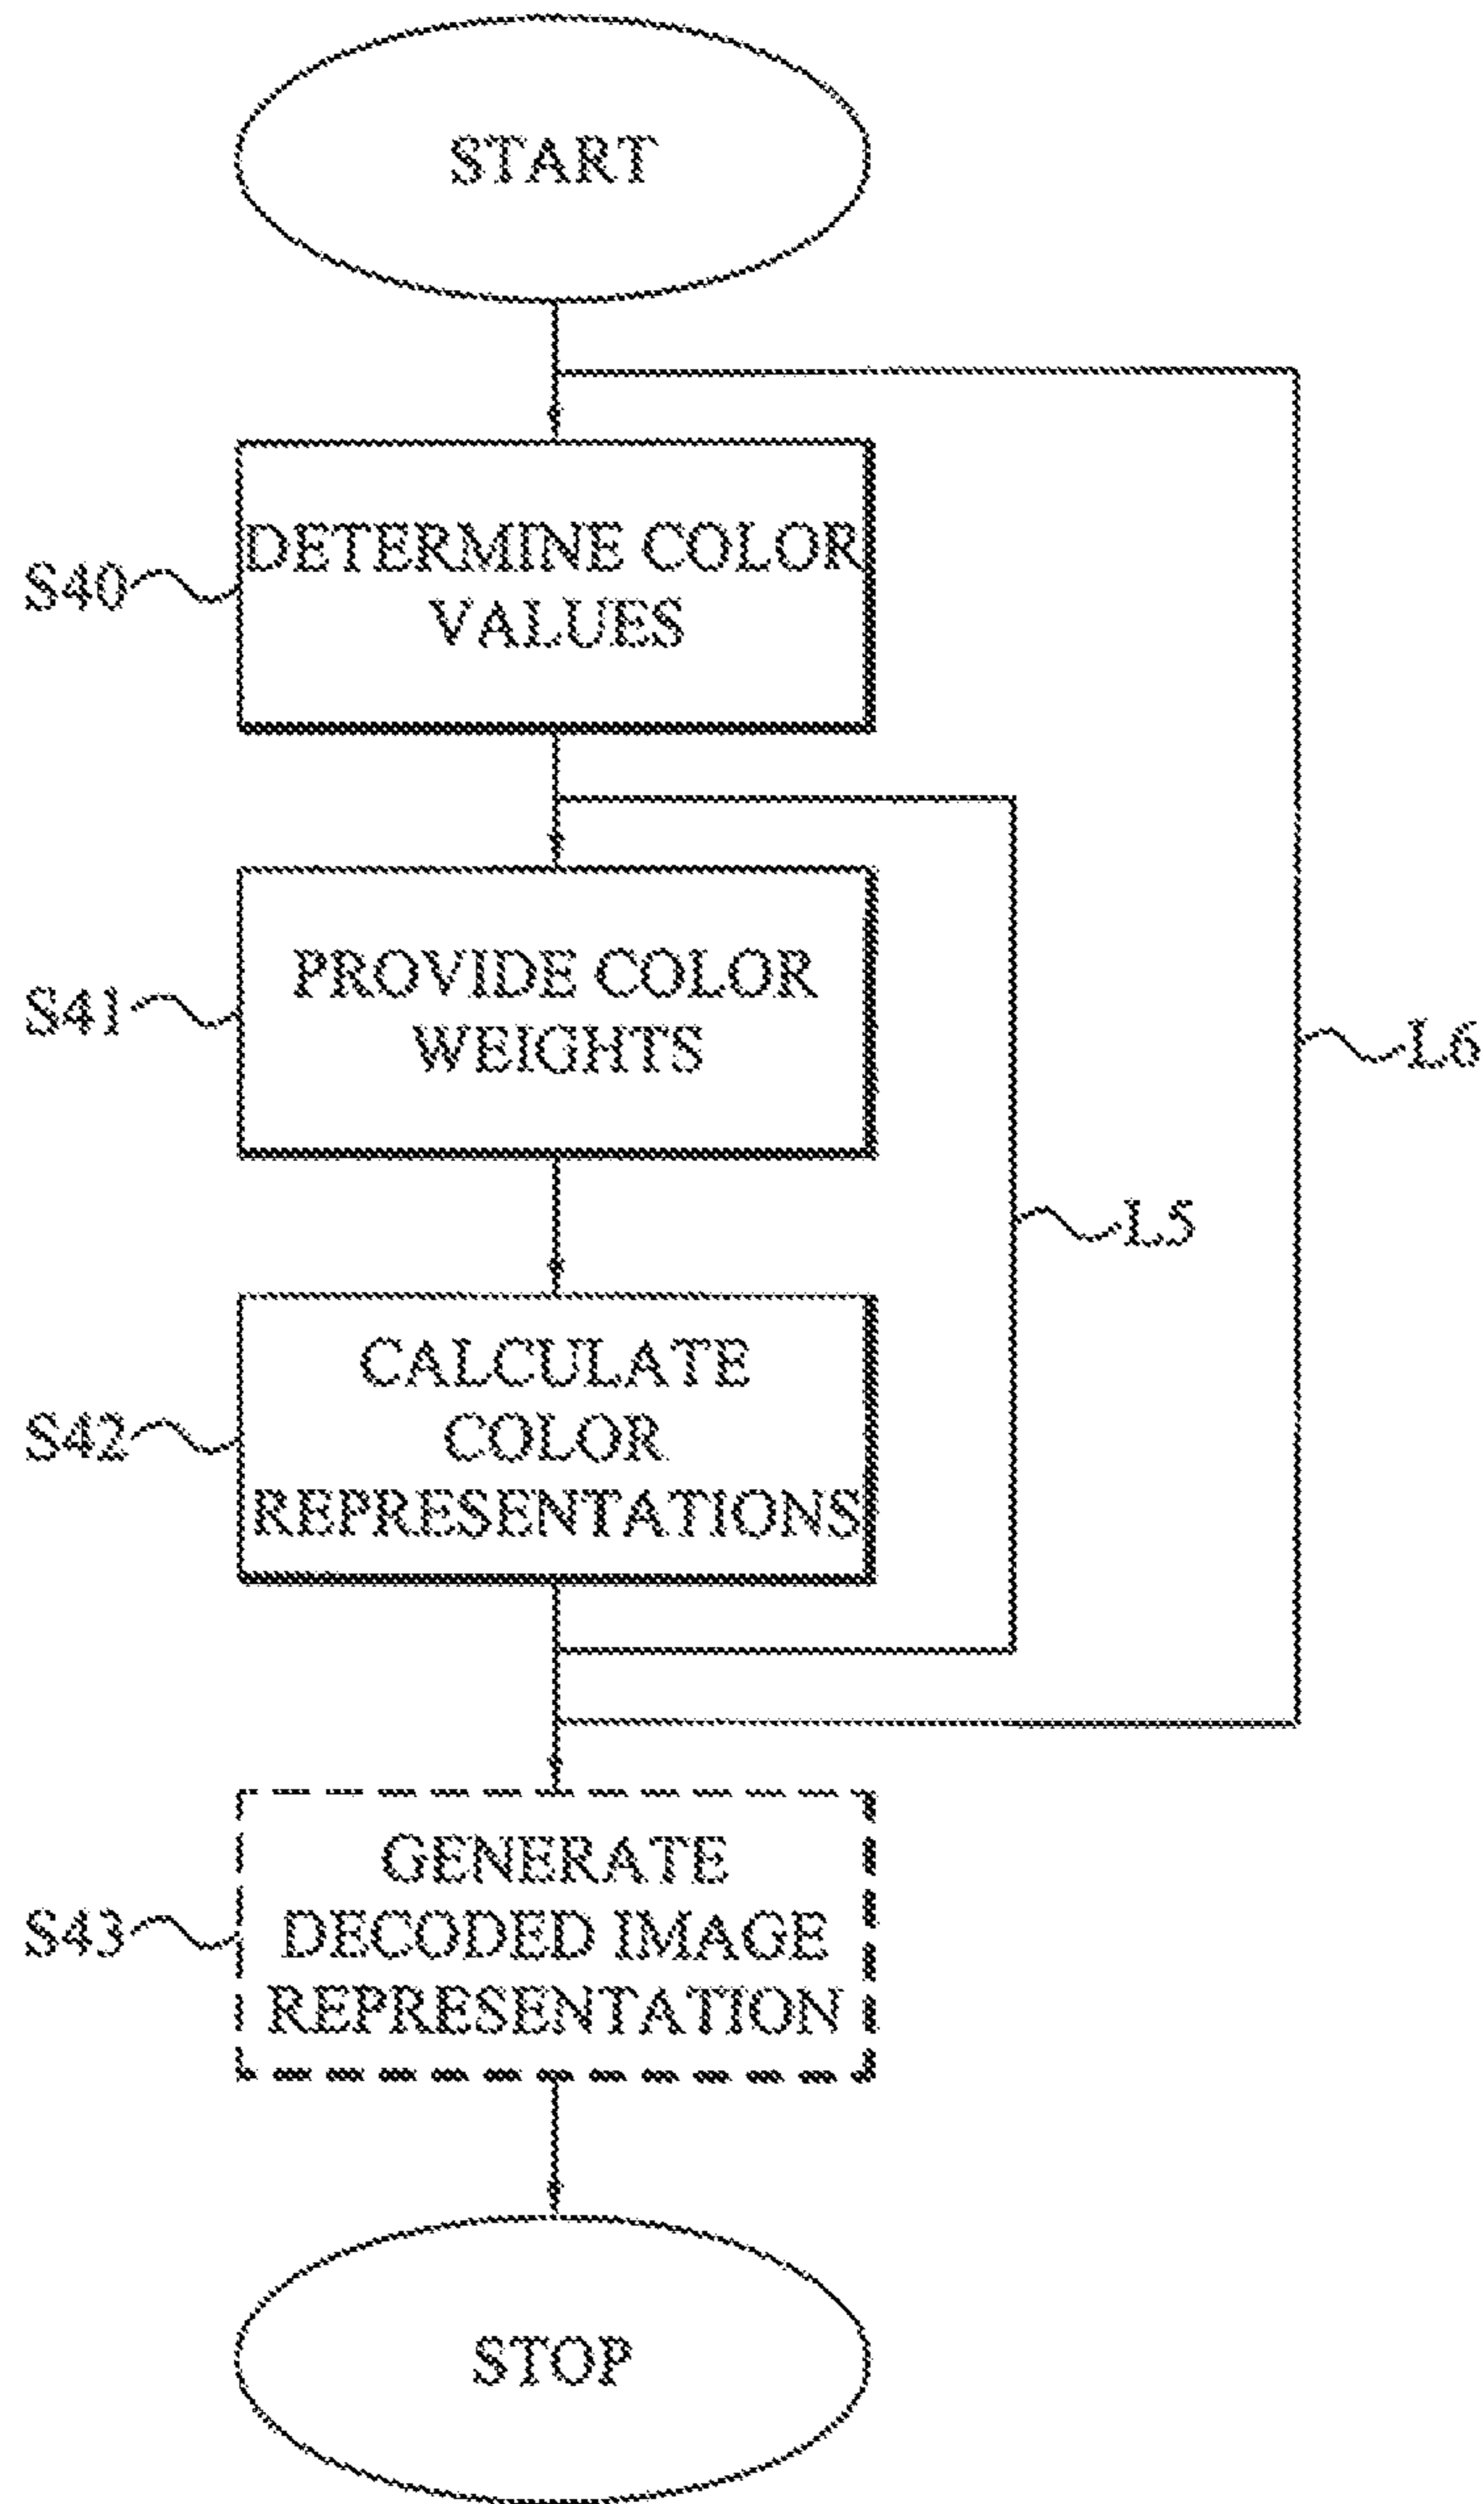 START
DETERMINE COLOR
VALUES
S40
PROVIDE COLOR
WEIGHTS
S41
L6
L5
CALCULATE
COLOR
REPRESENTATIONS
S42
GENERATE
DECODED IMAGE
REPRESENTATION
S43
STOP